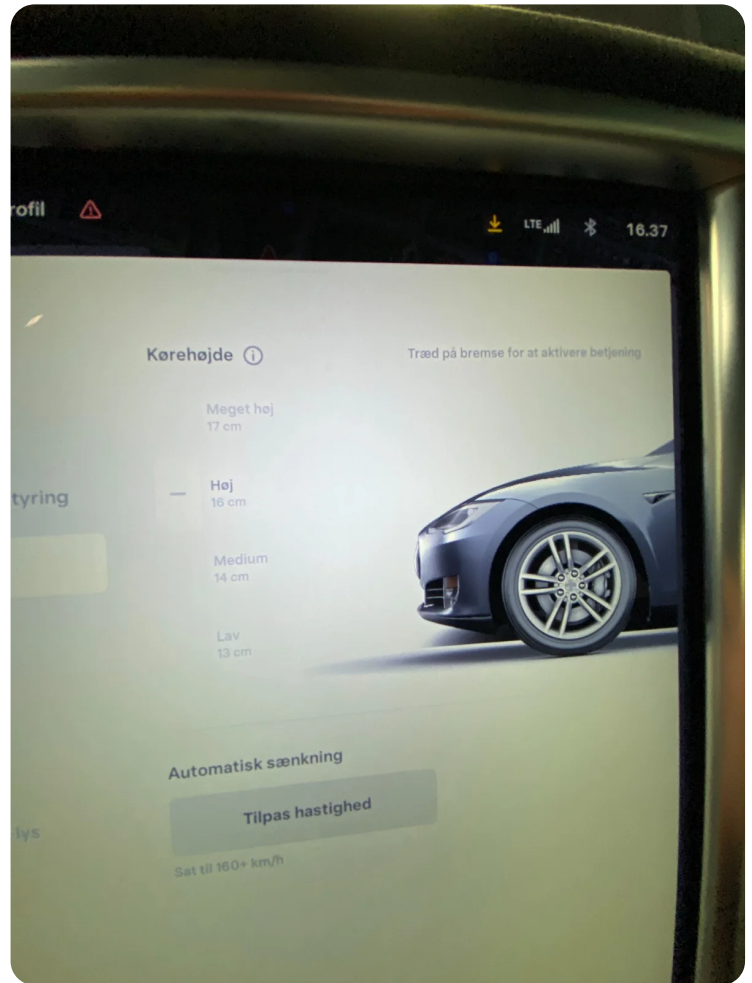 rofil
LTE
16.37
Kørehøjde
Træd på bremse for at aktivere betjening
Meget høj
17 cm
tyring
Høj
16 cm
Medium
14 cm
Lav
13 cm
Automatisk sænkning
Tilpas hastighed
lys
Sat til 160+ km/h